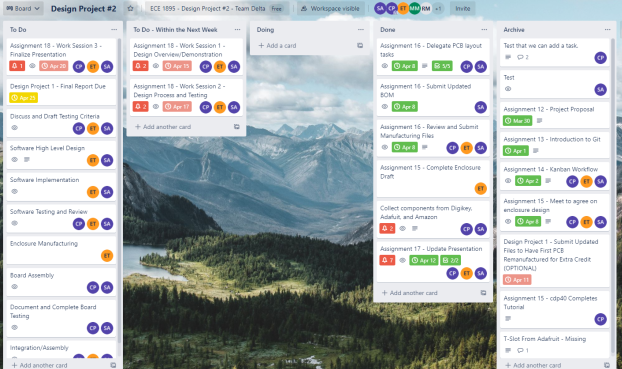 Board
Design Project #2
ECE 1895 - Design Project #2 - Team Delta
Free
Workspace visible
SA
CP
ET
MM
RM
+1
Invite
To Do
Assignment 18 - Work Session 3 -
Finalize Presentation
1
Apr 20
CP
ET
SA
Design Project 1 - Final Report Due
Apr 25
Discuss and Draft Testing Criteria
CP
ET
SA
Software High Level Design
ET
SA
Software Implementation
ET
SA
Software Testing and Review
CP
ET
SA
Enclosure Manufacturing
ET
Board Assembly
CP
SA
Document and Complete Board
Testing
CP
SA
Integration/Assembly
+ Add another card
To Do - Within the Next Week
Assignment 18 - Work Session 1 -
Design Overview/Demonstration
2
Apr 15
CP
ET
SA
Assignment 18 - Work Session 2 -
Design Process and Testing
2
Apr 17
CP
ET
SA
+ Add another card
Doing
+ Add a card
Done
Assignment 16 - Delegate PCB layout
tasks
Apr 8
5/5
CP
SA
Assignment 16 - Submit Updated
BOM
Apr 8
SA
Assignment 16 - Review and Submit
Manufacturing Files
Apr 8
CP
ET
SA
Assignment 15 - Complete Enclosure
Draft
ET
Collect components from Digikey,
Adafuit, and Amazon
2
CP
SA
Assignment 17 - Update Presentation
7
Apr 12
2/2
CP
ET
SA
+ Add another card
Archive
Test that we can add a task.
2
CP
Test
SA
Assignment 12 - Project Proposal
Mar 30
Assignment 13 - Introduction to Git
Apr 1
Assignment 14 - Kanban Workflow
Apr 2
CP
ET
SA
Assignment 15 - Meet to agree on
enclosure design
Apr 8
CP
ET
SA
Design Project 1 - Submit Updated
Files to Have First PCB
Remanufactured for Extra Credit
(OPTIONAL)
Apr 11
Assignment 15 - cdp40 Completes
Tutorial
CP
T-Slot From Adafruit - Missing
1
+ Add another card